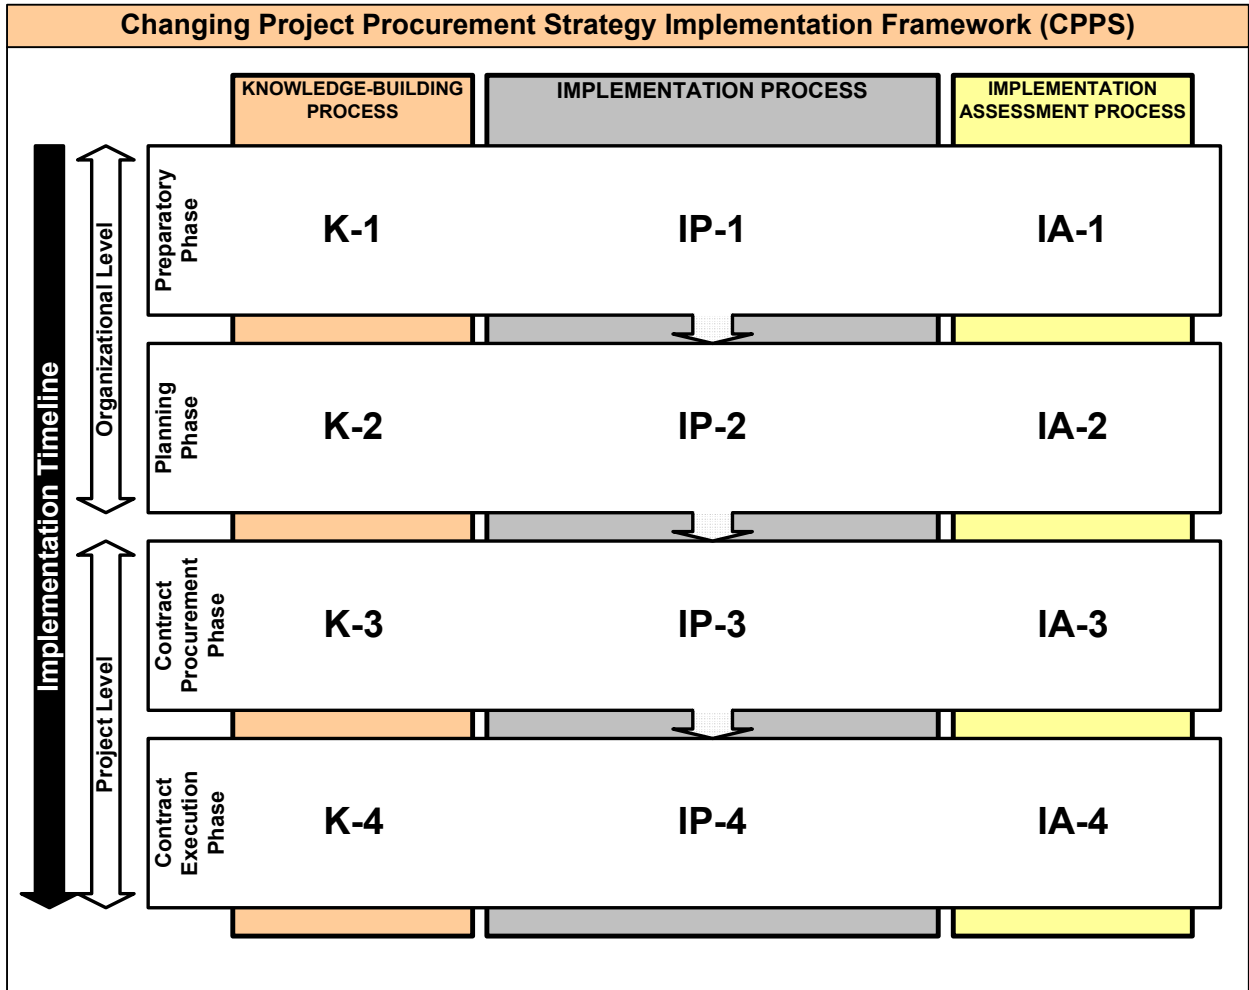 Changing Project Procurement Strategy Implementation Framework (CPPS)
KNOWLEDGE-BUILDING
PROCESS
IMPLEMENTATION PROCESS
IMPLEMENTATION
ASSESSMENT PROCESS
Implementation Timeline
Organizational Level
Preparatory
Phase
K-1
IP-1
IA-1
Planning
Phase
K-2
IP-2
IA-2
Project Level
Contract
Procurement
Phase
K-3
IP-3
IA-3
Contract
Execution
Phase
K-4
IP-4
IA-4